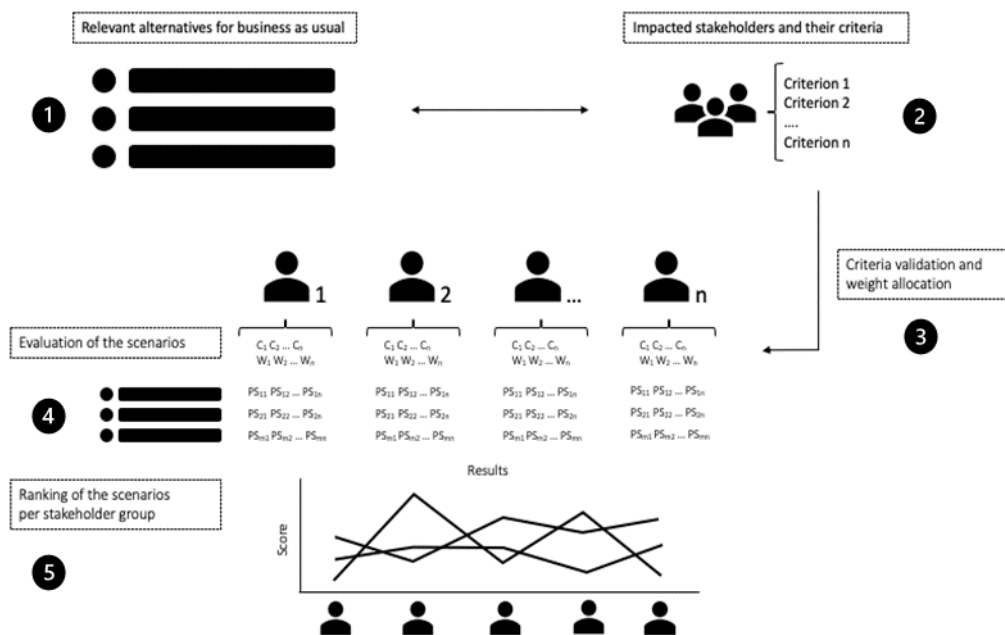 Relevant alternatives for business as usual
Impacted stakeholders and their criteria
1
Criterion 1
Criterion 2
....
Criterion n
2
1
2
...
n
Criteria validation and
weight allocation
3
Evaluation of the scenarios
C₁ C₂ ... Cₙ
W₁ W₂ ... Wₙ
C₁ C₂ ... Cₙ
W₁ W₂ ... Wₙ
C₁ C₂ ... Cₙ
W₁ W₂ ... Wₙ
C₁ C₂ ... Cₙ
W₁ W₂ ... Wₙ
4
PS₁₁ PS₁₂ ... PS₁ₙ
PS₁₁ PS₁₂ ... PS₁ₙ
PS₁₁ PS₁₂ ... PS₁ₙ
PS₁₁ PS₁₂ ... PS₁ₙ
PS₂₁ PS₂₂ ... PS₂ₙ
PS₂₁ PS₂₂ ... PS₂ₙ
PS₂₁ PS₂₂ ... PS₂ₙ
PS₂₁ PS₂₂ ... PS₂ₙ
PSₘ₁ PSₘ₂ ... PSₘₙ
PSₘ₁ PSₘ₂ ... PSₘₙ
PSₘ₁ PSₘ₂ ... PSₘₙ
PSₘ₁ PSₘ₂ ... PSₘₙ
Ranking of the scenarios
per stakeholder group
5
Results
Score